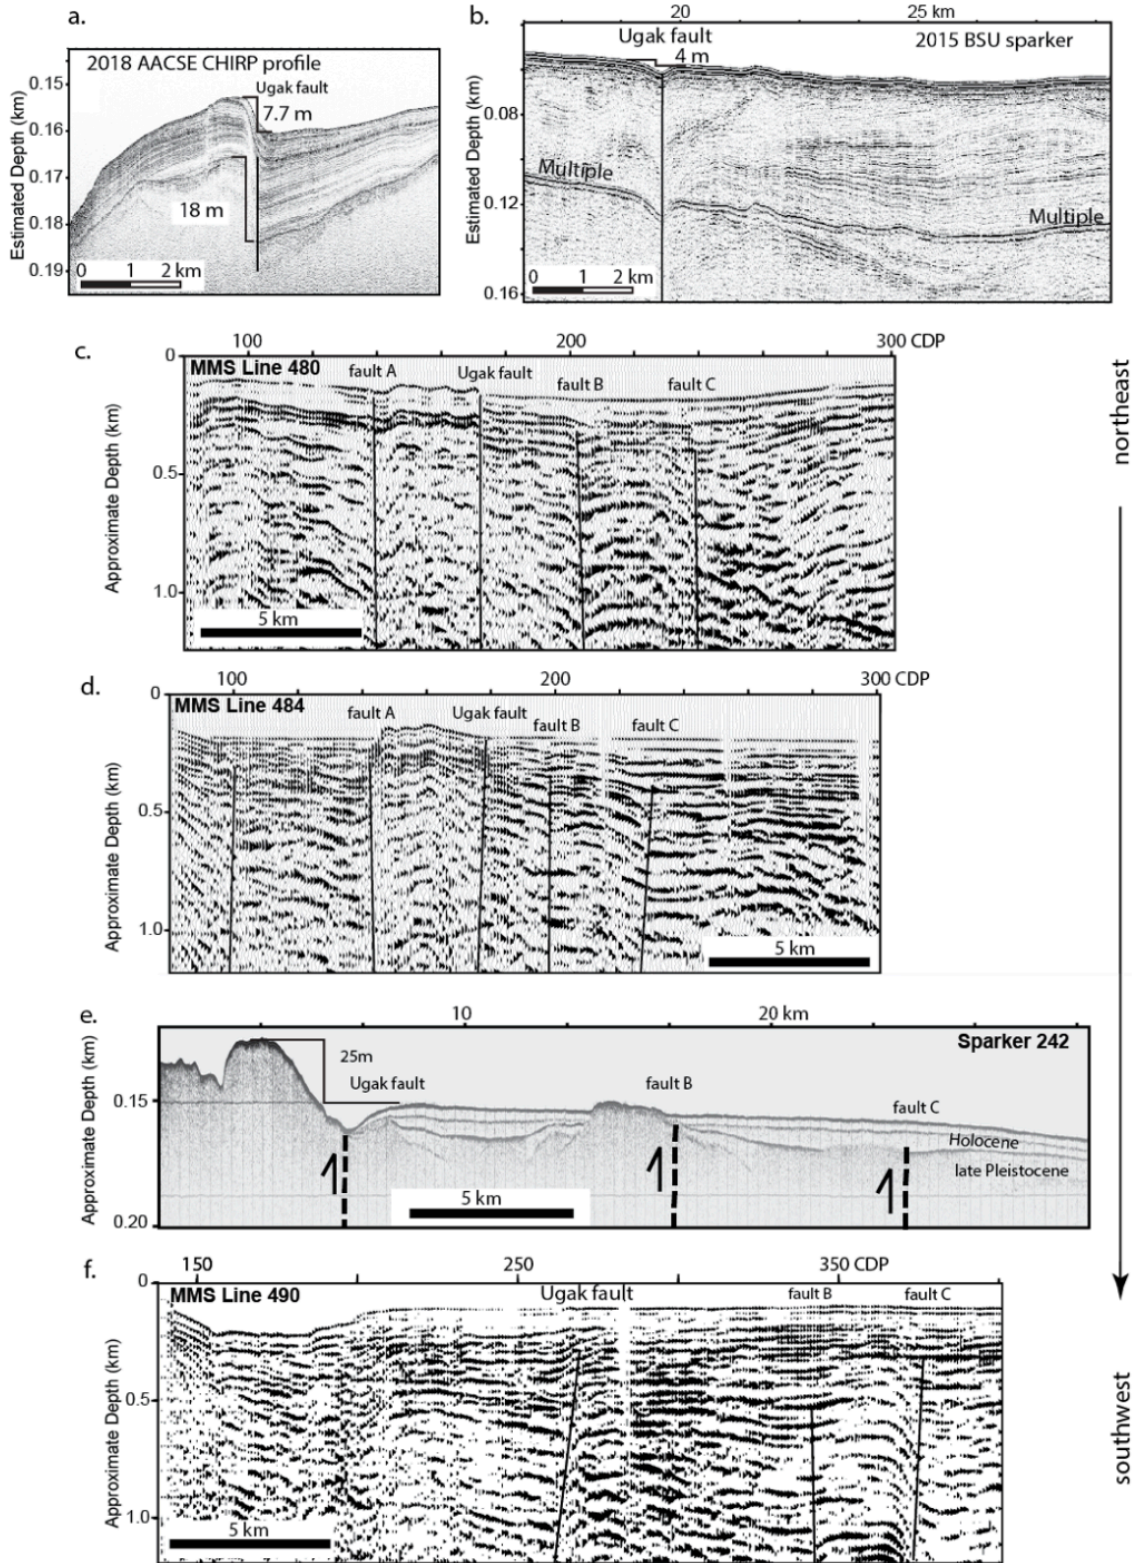 a.
2018 AACSE CHIRP profile
Ugak fault
7.7 m
18 m
0.15
0.16
0.17
0.18
0.19
Estimated Depth (km)
0 1 2 km
b.
20 25 km
Ugak fault
4 m
2015 BSU sparker
0.08
0.12
0.16
Estimated Depth (km)
Multiple
Multiple
0 1 2 km
c.
100 200 300 CDP
MMS Line 480
fault A Ugak fault fault B fault C
0
0.5
1.0
Approximate Depth (km)
5 km
northeast
d.
100 200 300 CDP
MMS Line 484
fault A Ugak fault fault B fault C
0
0.5
1.0
Approximate Depth (km)
5 km
e.
10 20 km
Sparker 242
25m
Ugak fault fault B fault C
0.15
0.20
Approximate Depth (km)
Holocene
late Pleistocene
5 km
f.
150 250 350 CDP
MMS Line 490
Ugak fault fault B fault C
0
0.5
1.0
Approximate Depth (km)
5 km
southwest